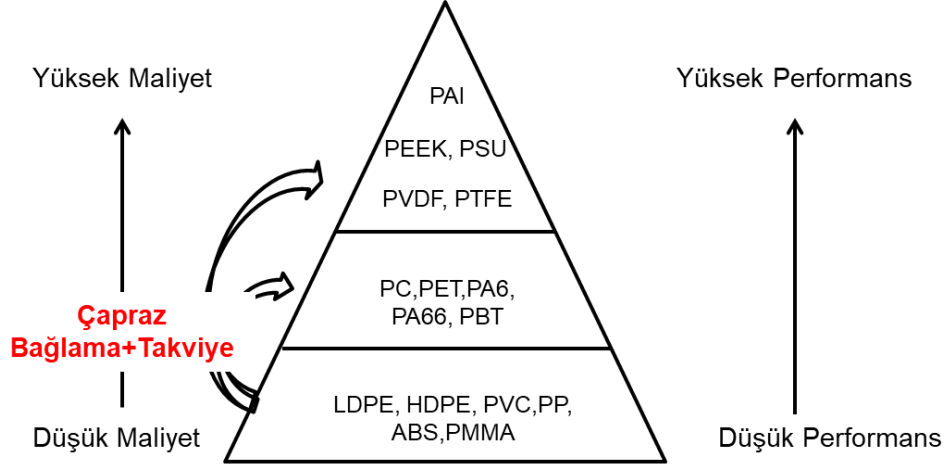 Yüksek Maliyet
Yüksek Performans
PAI
PEEK, PSU
PVDF, PTFE
PC,PET,PA6,
PA66, PBT
Çapraz
Bağlama+Takviye
LDPE, HDPE, PVC,PP,
ABS,PMMA
Düşük Maliyet
Düşük Performans